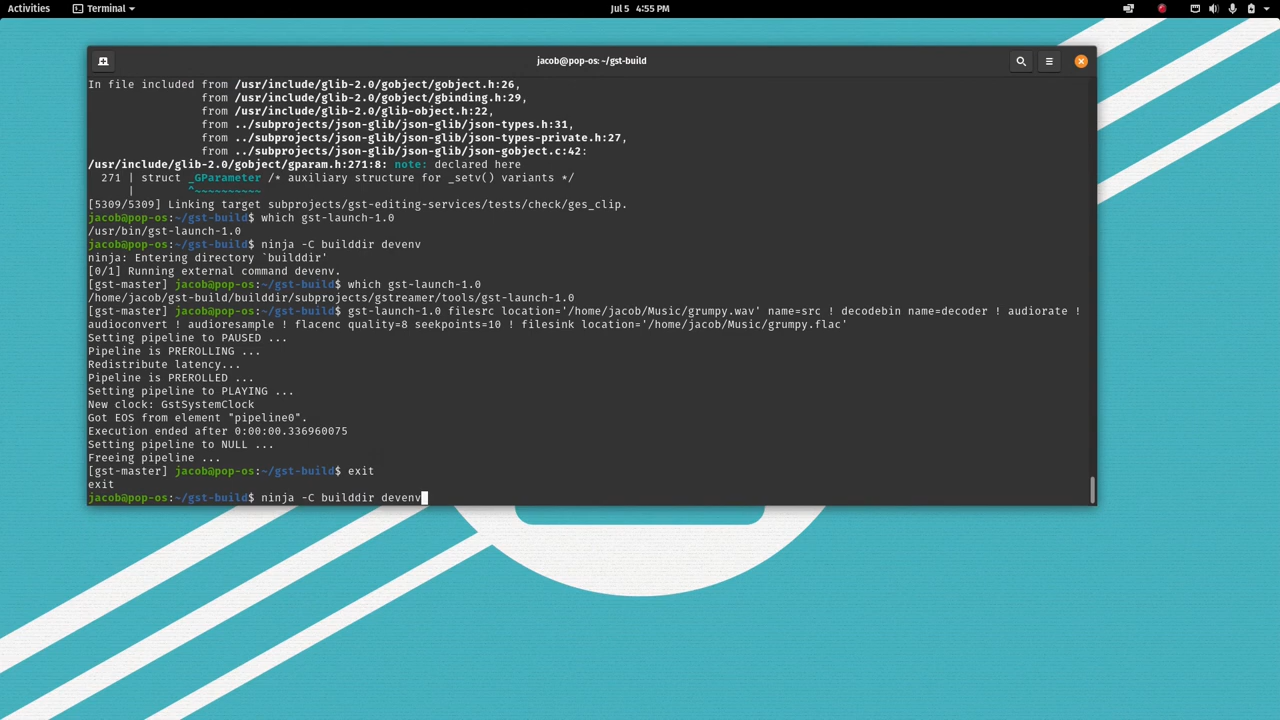 Activities
Terminal
Jul 5 4:55 PM
jacob@pop-os: ~/gst-build
In file included from /usr/include/glib-2.0/gobject/gobject.h:26,
from /usr/include/glib-2.0/gobject/gbinding.h:29,
from /usr/include/glib-2.0/glib-object.h:22,
from ../subprojects/json-glib/json-glib/json-types.h:31,
from ../subprojects/json-glib/json-glib/json-types-private.h:27,
from ../subprojects/json-glib/json-glib/json-gobject.c:42:
/usr/include/glib-2.0/gobject/gparam.h:271:8: note: declared here
271 | struct _GParameter /* auxiliary structure for _setv() variants */
| ^~~~~~~~~~~
[5309/5309] Linking target subprojects/gst-editing-services/tests/check/ges_clip.
jacob@pop-os:~/gst-build$ which gst-launch-1.0
/usr/bin/gst-launch-1.0
jacob@pop-os:~/gst-build$ ninja -C builddir devenv
ninja: Entering directory `builddir'
[0/1] Running external command devenv.
[gst-master] jacob@pop-os:~/gst-build$ which gst-launch-1.0
/home/jacob/gst-build/builddir/subprojects/gstreamer/tools/gst-launch-1.0
[gst-master] jacob@pop-os:~/gst-build$ gst-launch-1.0 filesrc location='/home/jacob/Music/grumpy.wav' name=src ! decodebin name=decoder ! audiorate !
audioconvert ! audioresample ! flacenc quality=8 seekpoints=10 ! filesink location='/home/jacob/Music/grumpy.flac'
Setting pipeline to PAUSED ...
Pipeline is PREROLLING ...
Redistribute latency...
Pipeline is PREROLLED ...
Setting pipeline to PLAYING ...
New clock: GstSystemClock
Got EOS from element "pipeline0".
Execution ended after 0:00:00.336960075
Setting pipeline to NULL ...
Freeing pipeline ...
[gst-master] jacob@pop-os:~/gst-build$ exit
exit
jacob@pop-os:~/gst-build$ ninja -C builddir devenv